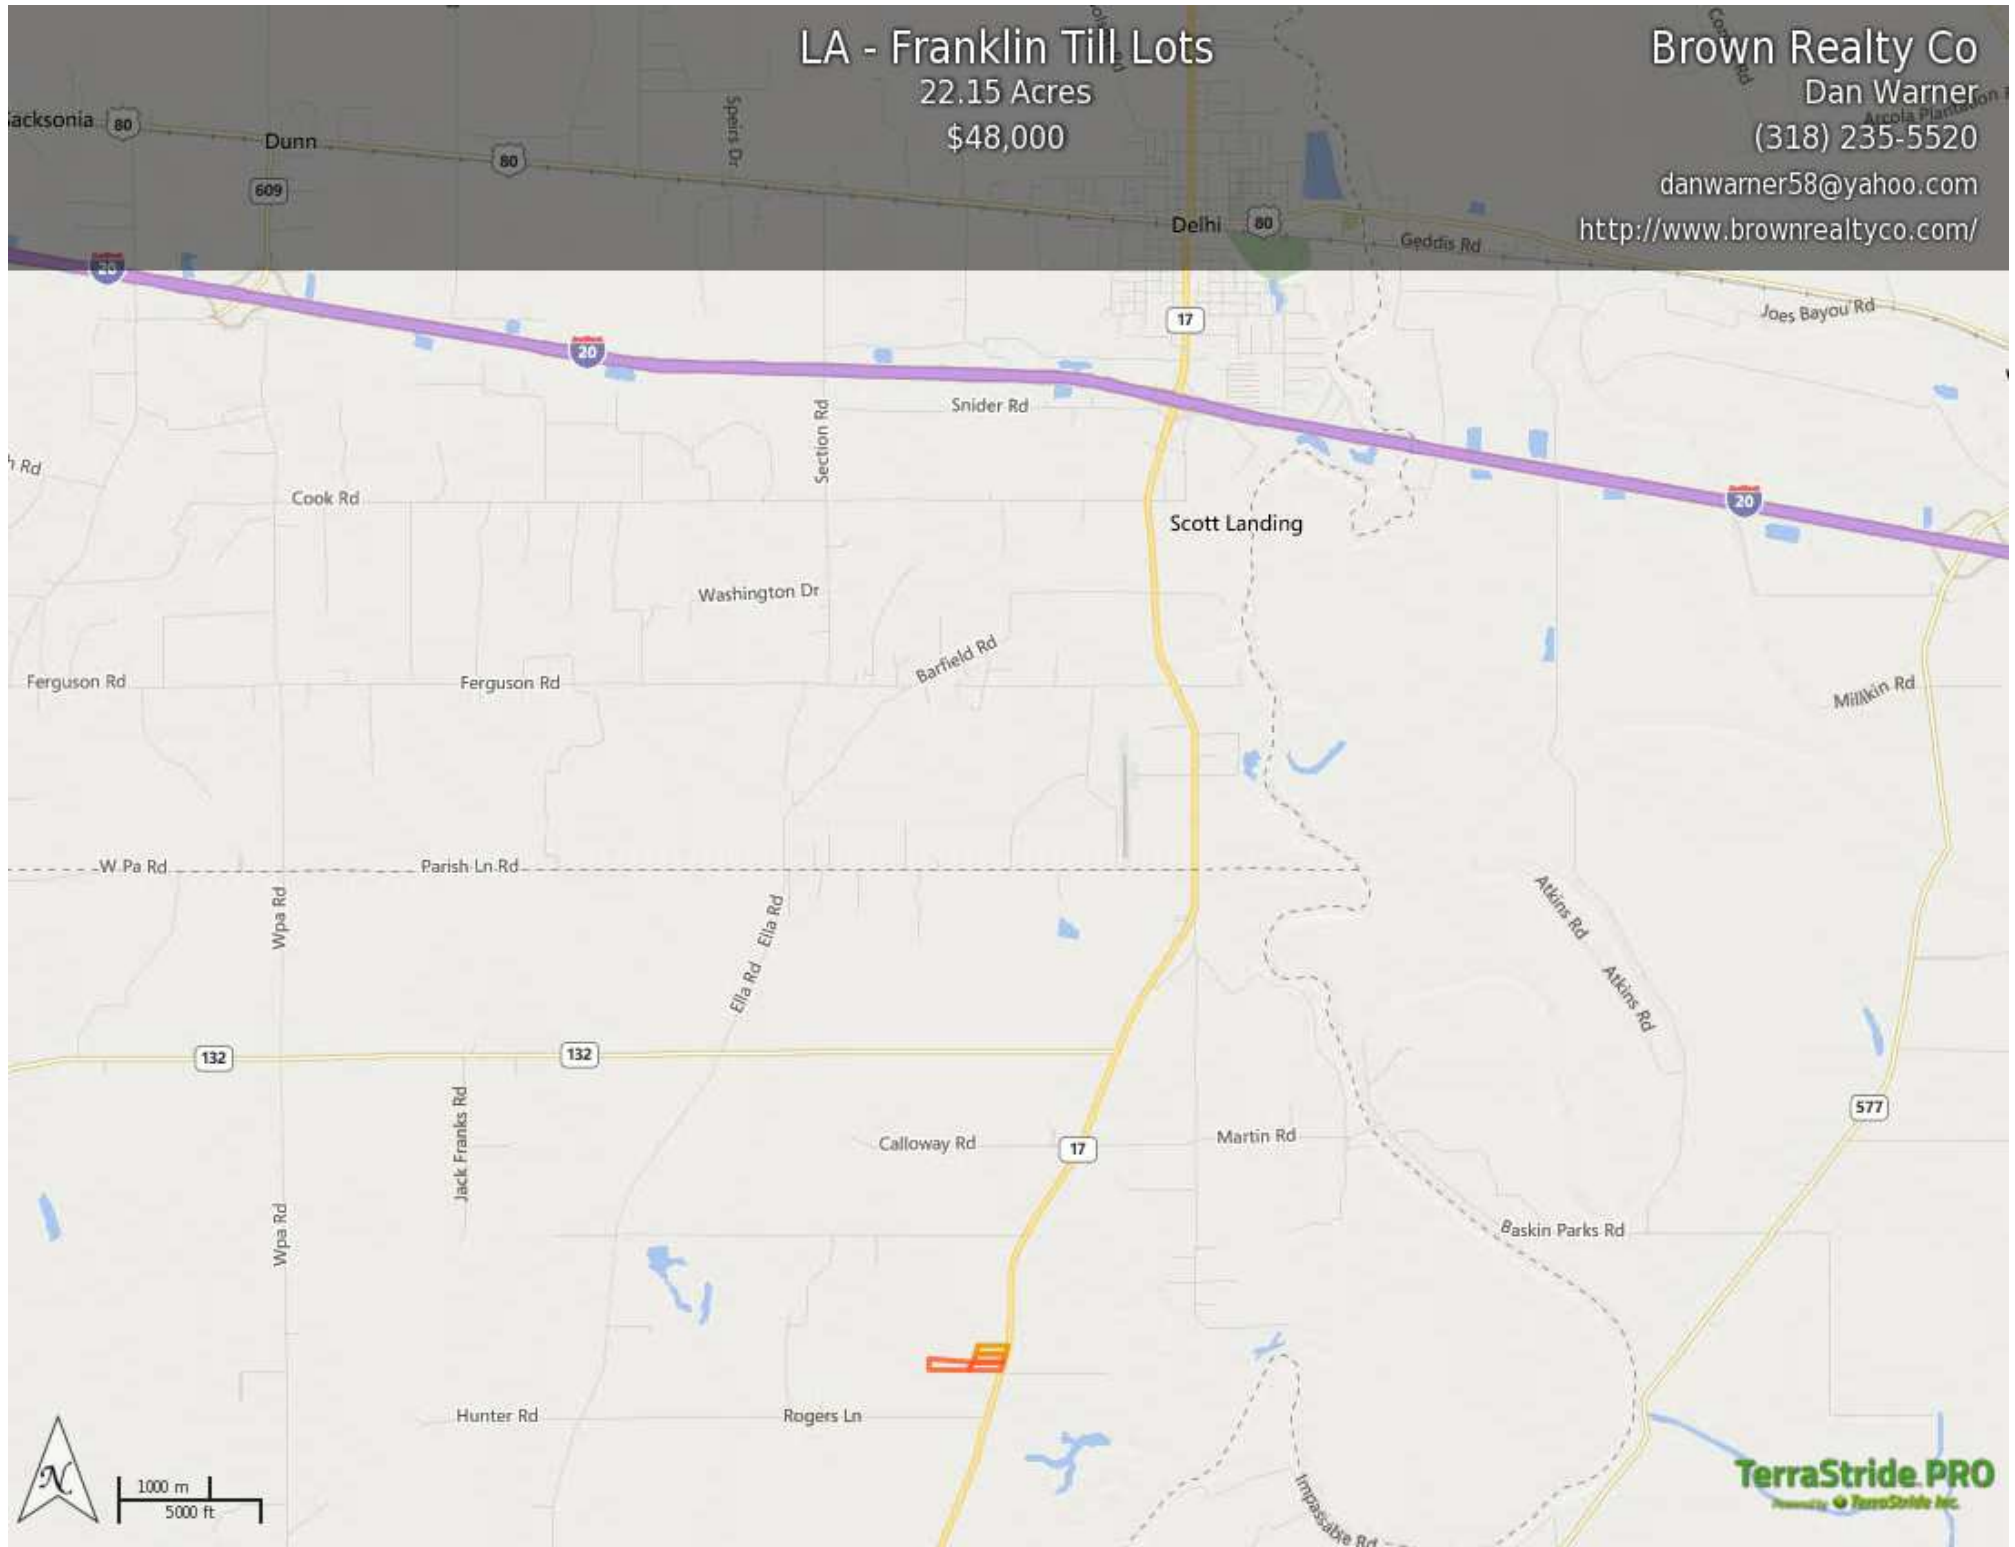 LA - Franklin Till Lots
22.15 Acres
$48,000
Brown Realty Co
Dan Warner
(318) 235-5520
danwarner58@yahoo.com
http://www.brownrealtyco.com/
80
Dunn
80
609
Speirs Dr
Delhi
80
Geddis Rd
20
17
Joes Bayou Rd
20
Snider Rd
Section Rd
Cook Rd
Scott Landing
20
Washington Dr
Barfield Rd
Ferguson Rd
Ferguson Rd
Millikin Rd
W Pa Rd
Parish Ln Rd
Wpa Rd
Ella Rd
Ella Rd
Atkins Rd
Atkins Rd
132
132
577
Jack Franks Rd
Calloway Rd
17
Martin Rd
Wpa Rd
Baskin Parks Rd
Hunter Rd
Rogers Ln
Impassable Rd
N
1000 m
5000 ft
TerraStride PRO
Powered by TerraStride Inc.